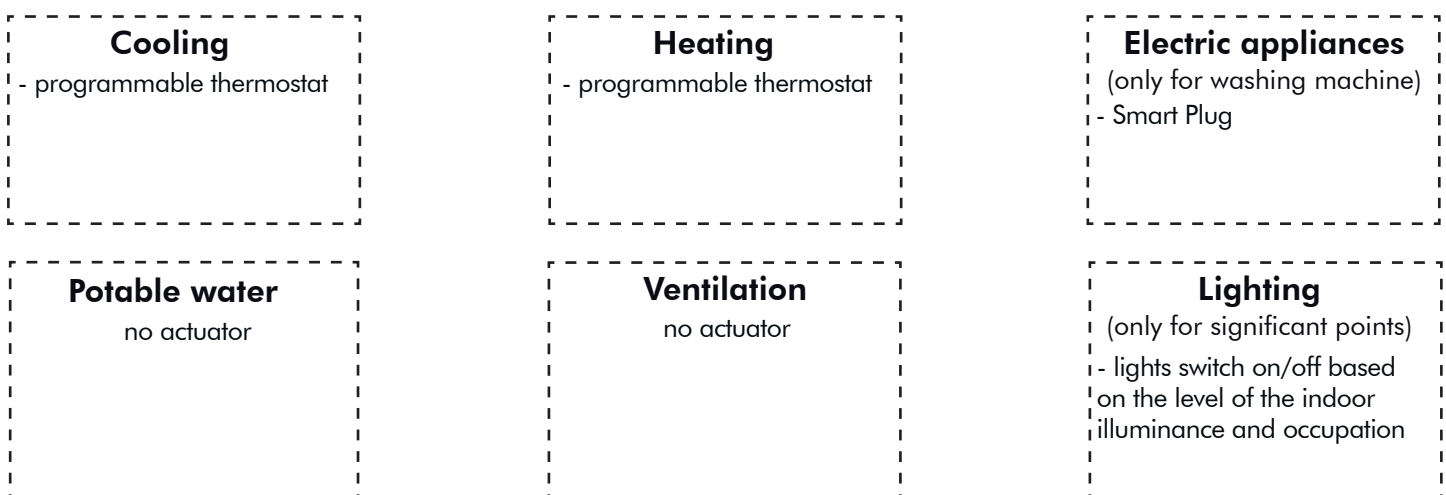 Cooling
- programmable thermostat
Heating
- programmable thermostat
Electric appliances
(only for washing machine)
- Smart Plug
Potable water
no actuator
Ventilation
no actuator
Lighting
(only for significant points)
- lights switch on/off based
on the level of the indoor
illuminance and occupation